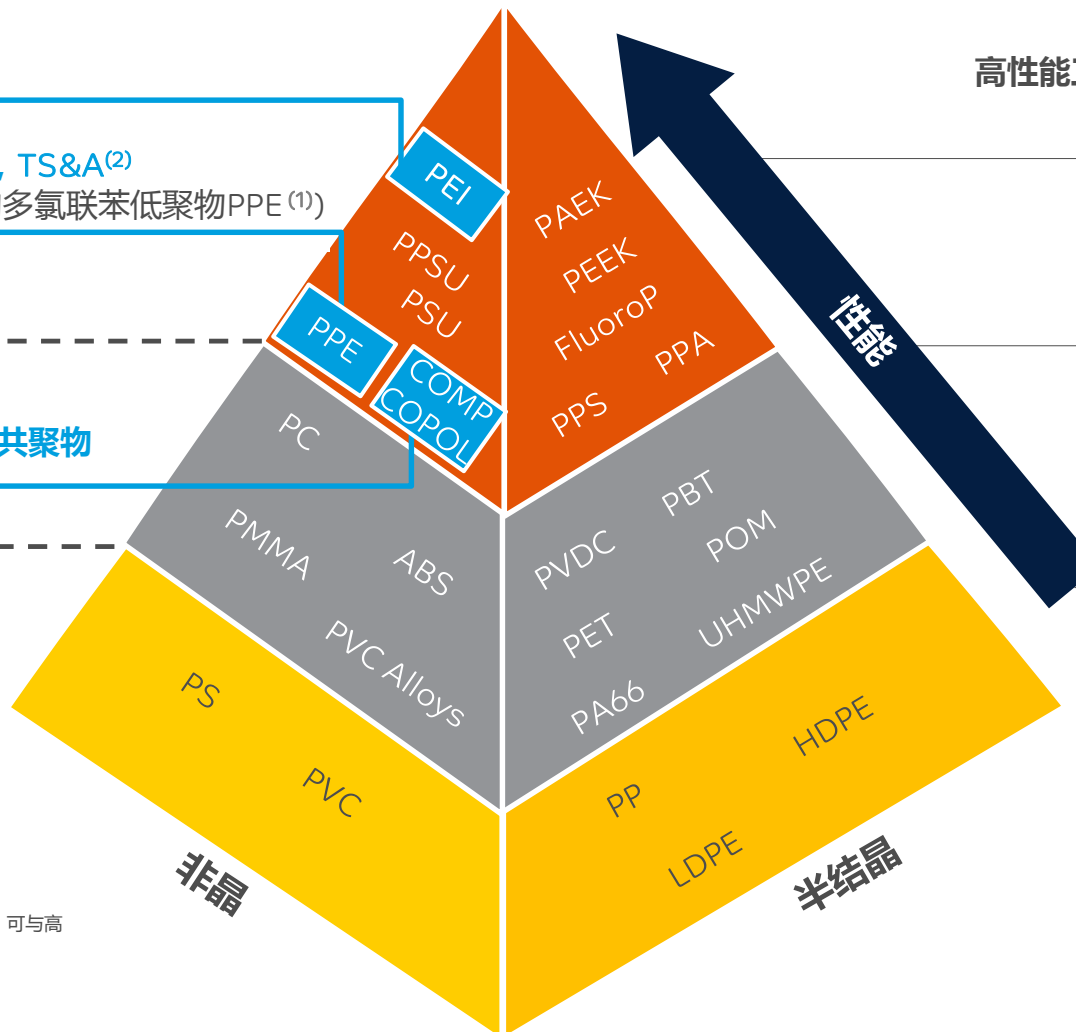 高性能
, TS&A(2)
多氯联苯低聚物PPE (1))
共聚物
PEI
PPSU
PSU
PPE
COMP
COPOL
PAEK
PEEK
FluoroP
PPA
PPS
性能
PC
PMMA
ABS
PVC Alloys
PBT
PVDC
POM
PET
UHMWPE
PA66
PS
PVC
HDPE
PP
LDPE
非晶
半结晶
可与高